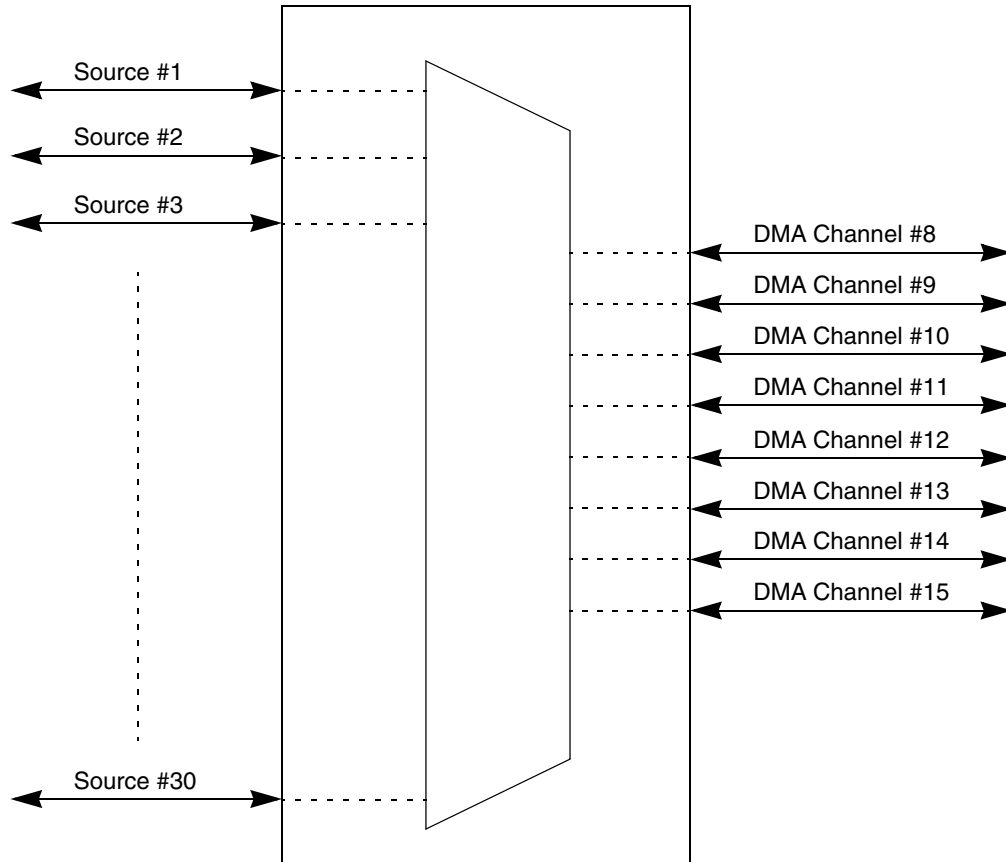 Source #1
Source #2
Source #3
Source #30
DMA Channel #8
DMA Channel #9
DMA Channel #10
DMA Channel #11
DMA Channel #12
DMA Channel #13
DMA Channel #14
DMA Channel #15